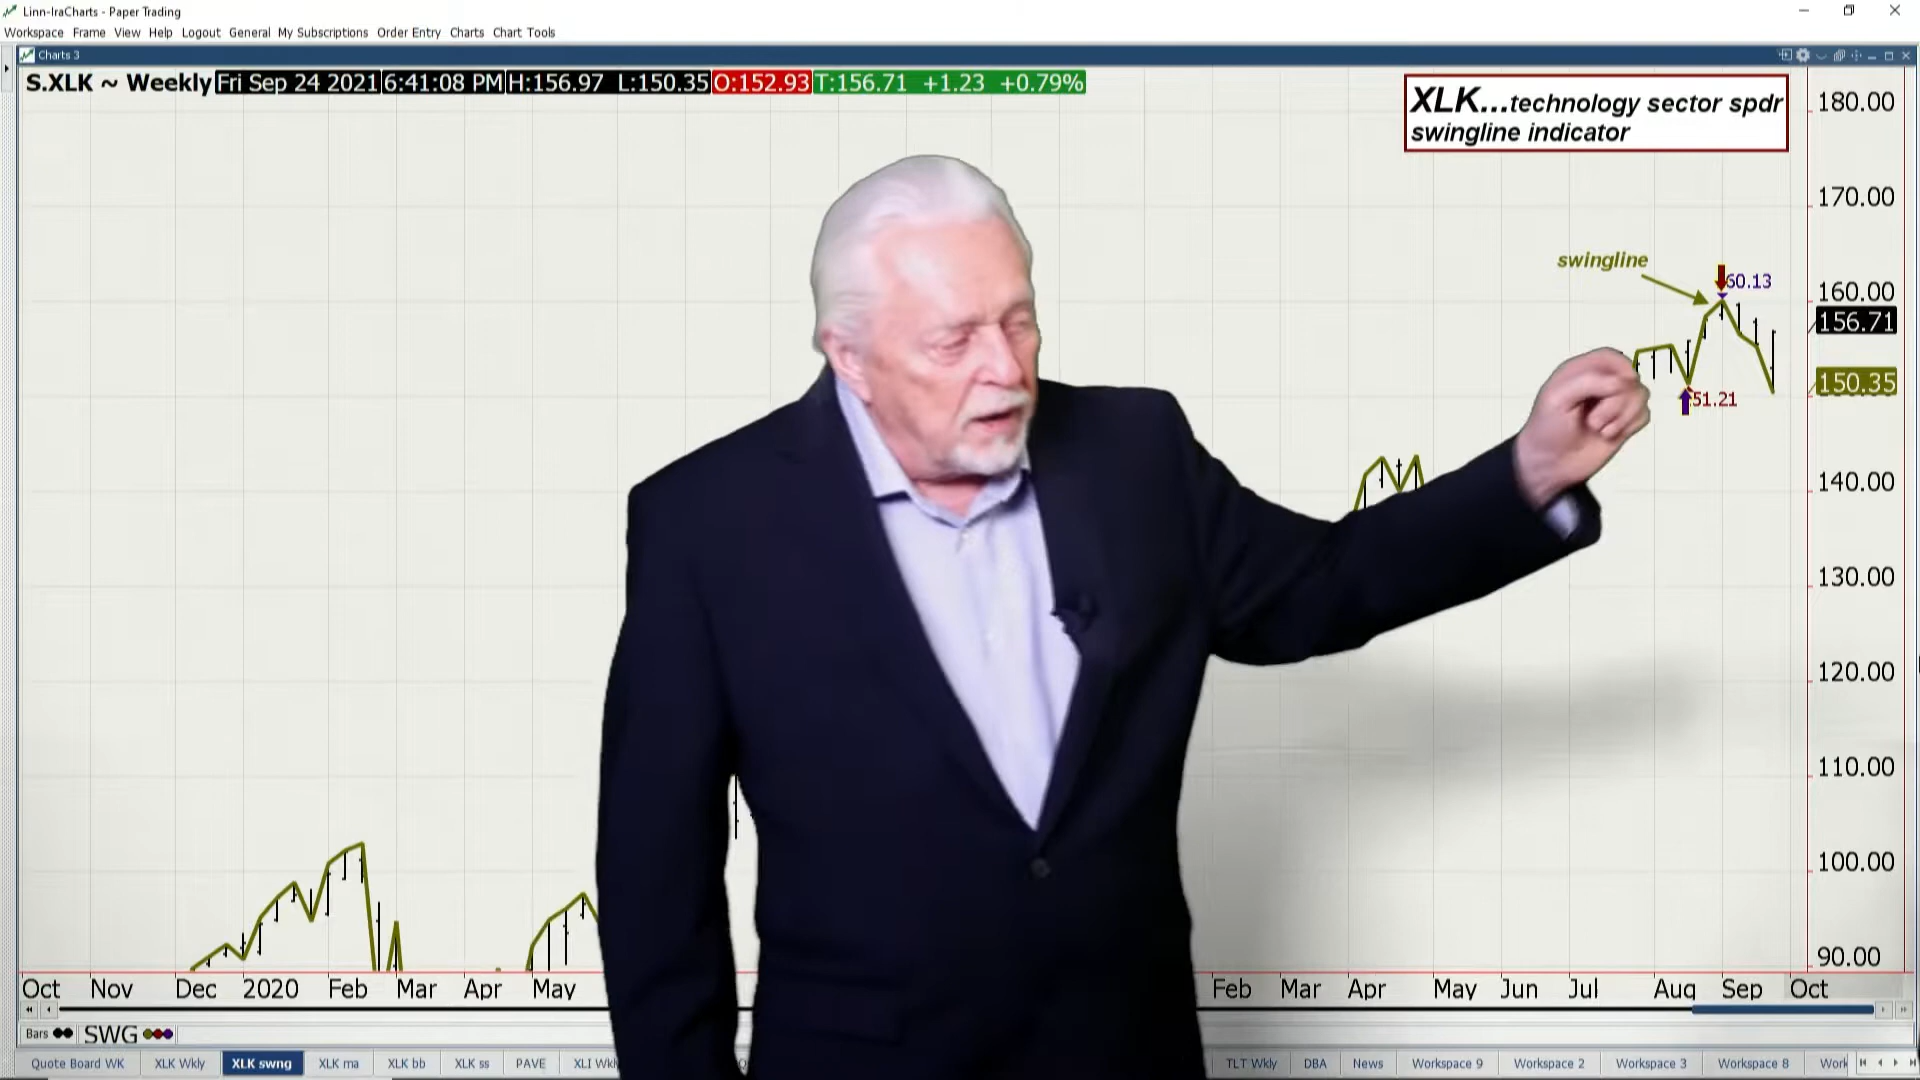 Linn-IraCharts - Paper Trading
Workspace Frame View Help Logout General My Subscriptions Order Entry Charts Chart Tools
Charts 3
S.XLK ~ Weekly Fri Sep 24 2021 6:41:08 PM H:156.97 L:150.35 O:152.93 T:156.71 +1.23 +0.79%
XLK...technology sector spdr
swingline indicator
180.00
170.00
swingline
60.13
160.00
156.71
150.35
51.21
140.00
130.00
120.00
110.00
100.00
90.00
Oct Nov Dec 2020 Feb Mar Apr May Feb Mar Apr May Jun Jul Aug Sep Oct
Bars SWG
Quote Board WK XLK Wkly XLK swng XLK ma XLK bb XLK ss PAVE XLI Wkl TLT Wkly DBA News Workspace 9 Workspace 2 Workspace 3 Workspace 8 Work